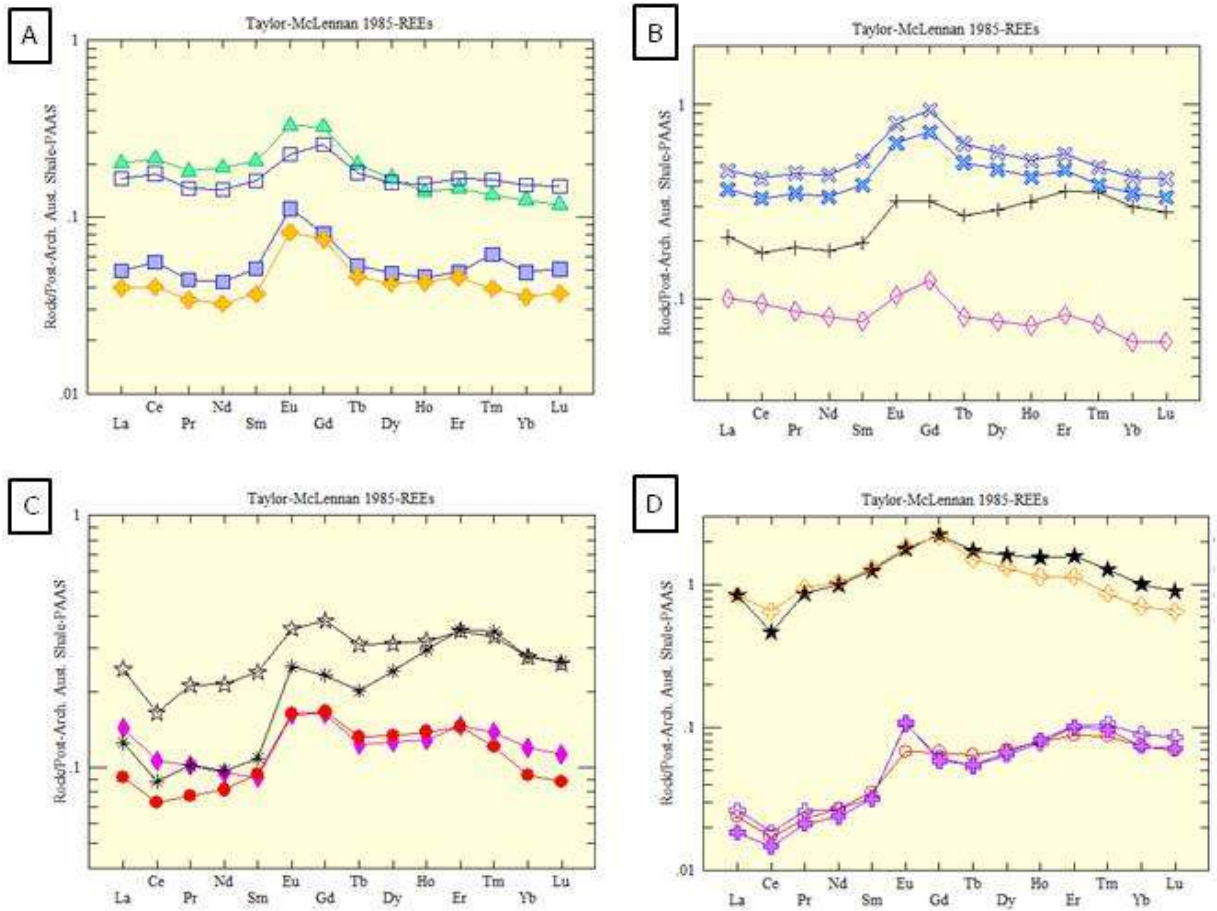 A
Taylor-McLennan 1985-REEs
1
Rock/Post-Arch. Aust. Shale-PAAS
0.1
.01
Ce Nd Eu Tb Ho Tm Lu
La Pr Sm Gd Dy Er Yb
B
Taylor-McLennan 1985-REEs
1
Rock/Post-Arch. Aust. Shale-PAAS
0.1
Ce Nd Eu Tb Ho Tm Lu
La Pr Sm Gd Dy Er Yb
C
Taylor-McLennan 1985-REEs
1
Rock/Post-Arch. Aust. Shale-PAAS
0.1
Ce Nd Eu Tb Ho Tm Lu
La Pr Sm Gd Dy Er Yb
D
Taylor-McLennan 1985-REEs
1
Rock/Post-Arch. Aust. Shale-PAAS
0.1
.01
Ce Nd Eu Tb Ho Tm Lu
La Pr Sm Gd Dy Er Yb